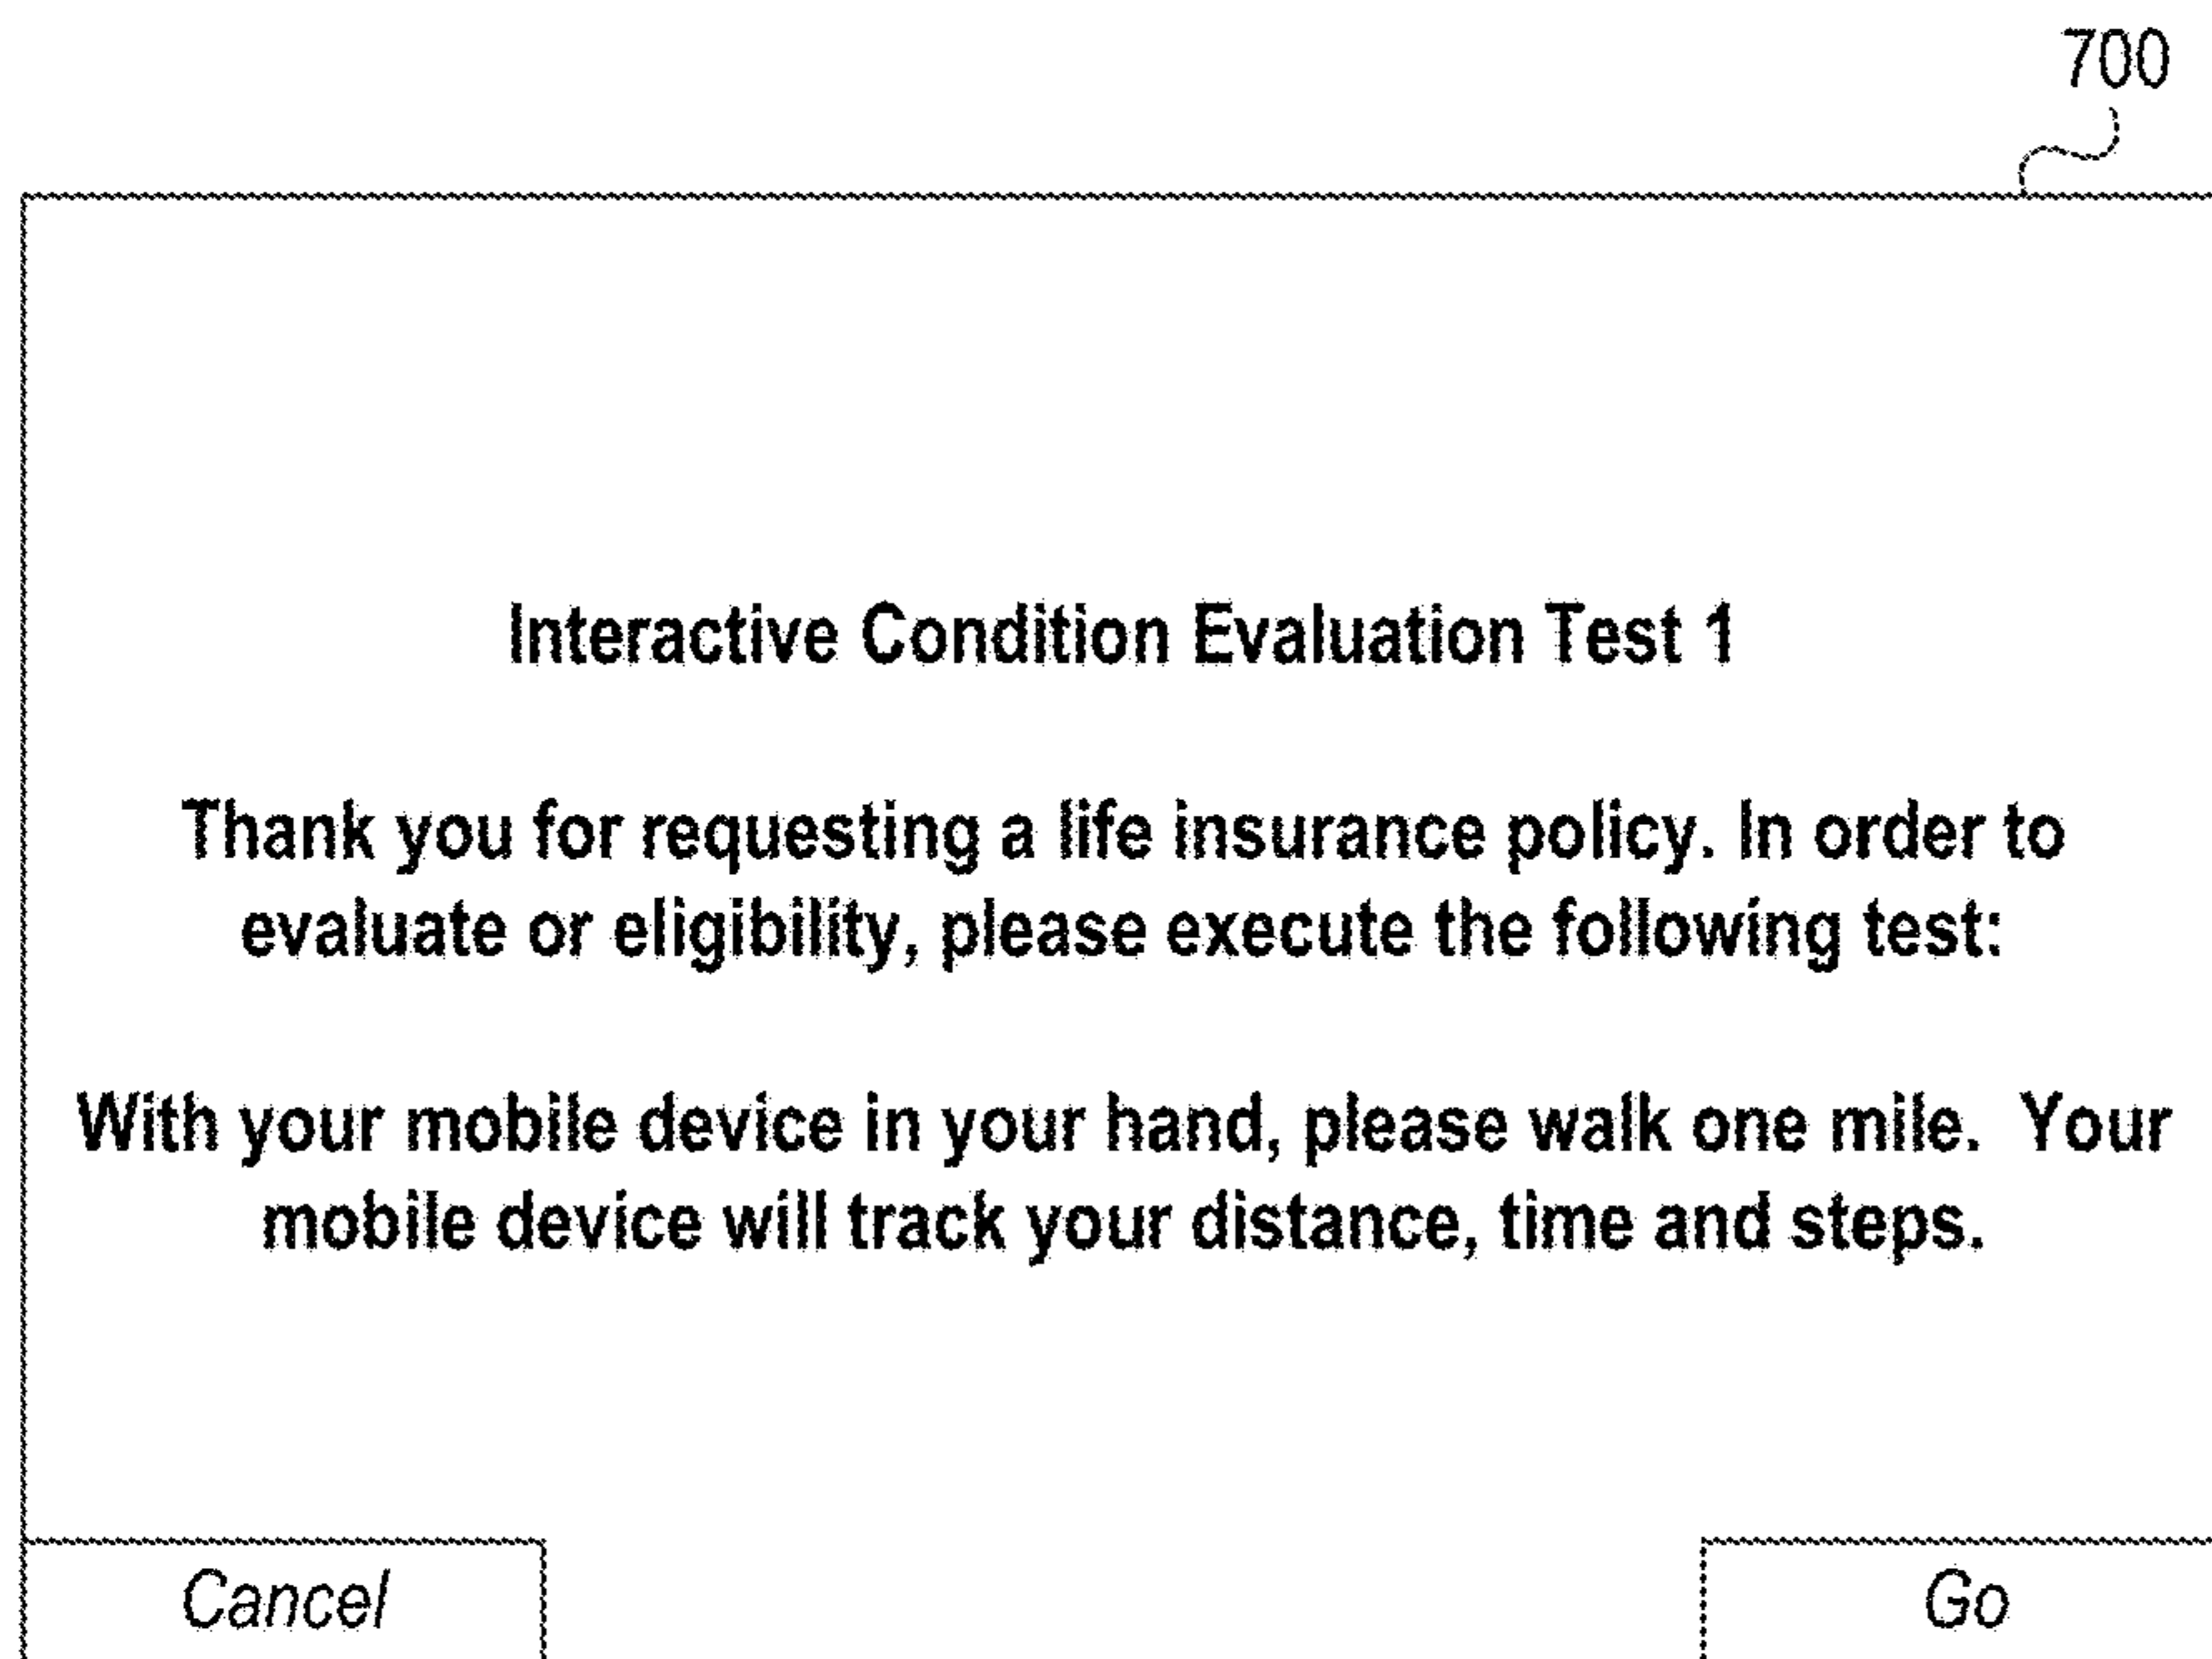 700
Interactive Condition Evaluation Test 1
Thank you for requesting a life insurance policy. In order to
evaluate or eligibility, please execute the following test:
With your mobile device in your hand, please walk one mile. Your
mobile device will track your distance, time and steps.
Cancel
Go